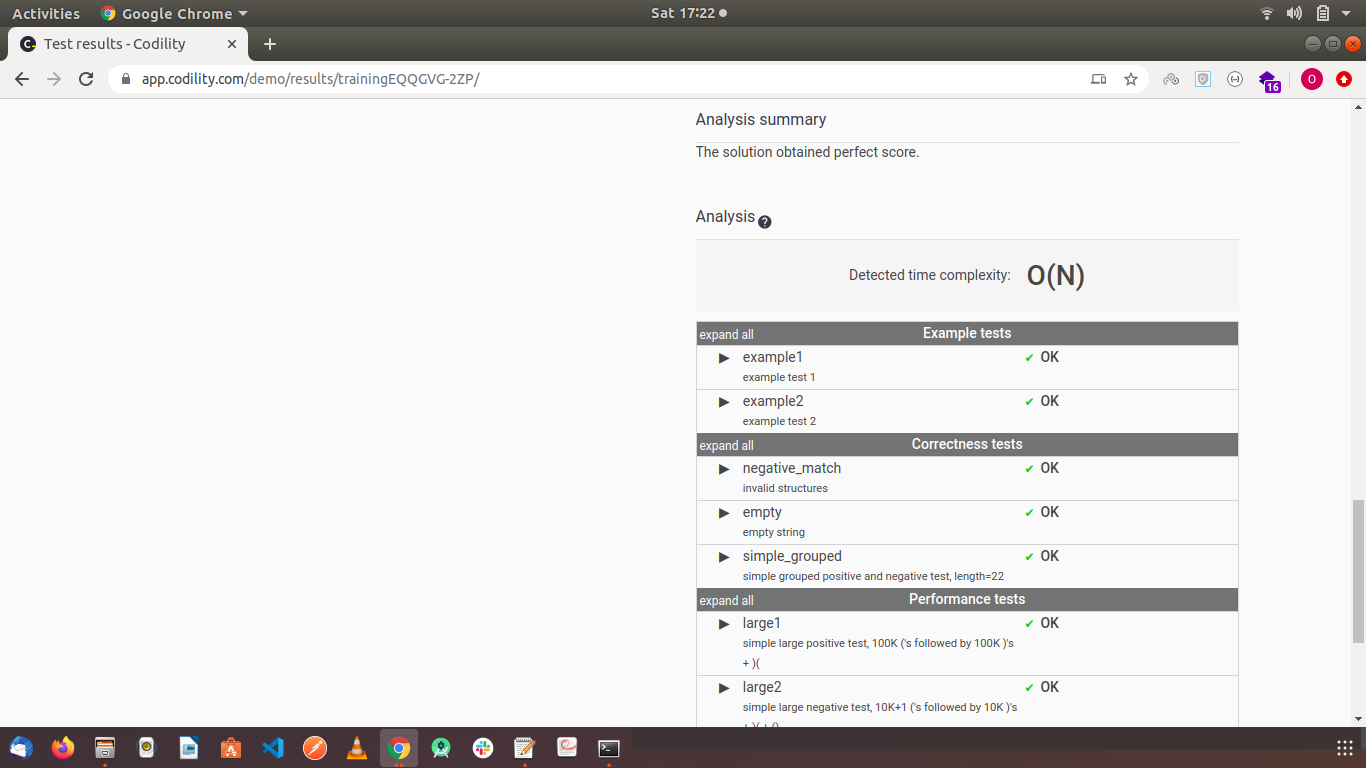 Activities
Google Chrome
Sat 17:22
Test results - Codility
app.codility.com/demo/results/trainingEQQGVG-2ZP/
16
O
Analysis summary
The solution obtained perfect score.
Analysis ?
Detected time complexity: O(N)
expand all Example tests
▶ example1 ✔ OK
example test 1
▶ example2 ✔ OK
example test 2
expand all Correctness tests
▶ negative_match ✔ OK
invalid structures
▶ empty ✔ OK
empty string
▶ simple_grouped ✔ OK
simple grouped positive and negative test, length=22
expand all Performance tests
▶ large1 ✔ OK
simple large positive test, 100K ('s followed by 100K )'s
+ )(
▶ large2 ✔ OK
simple large negative test, 10K+1 ('s followed by 10K )'s
+ )( + ()